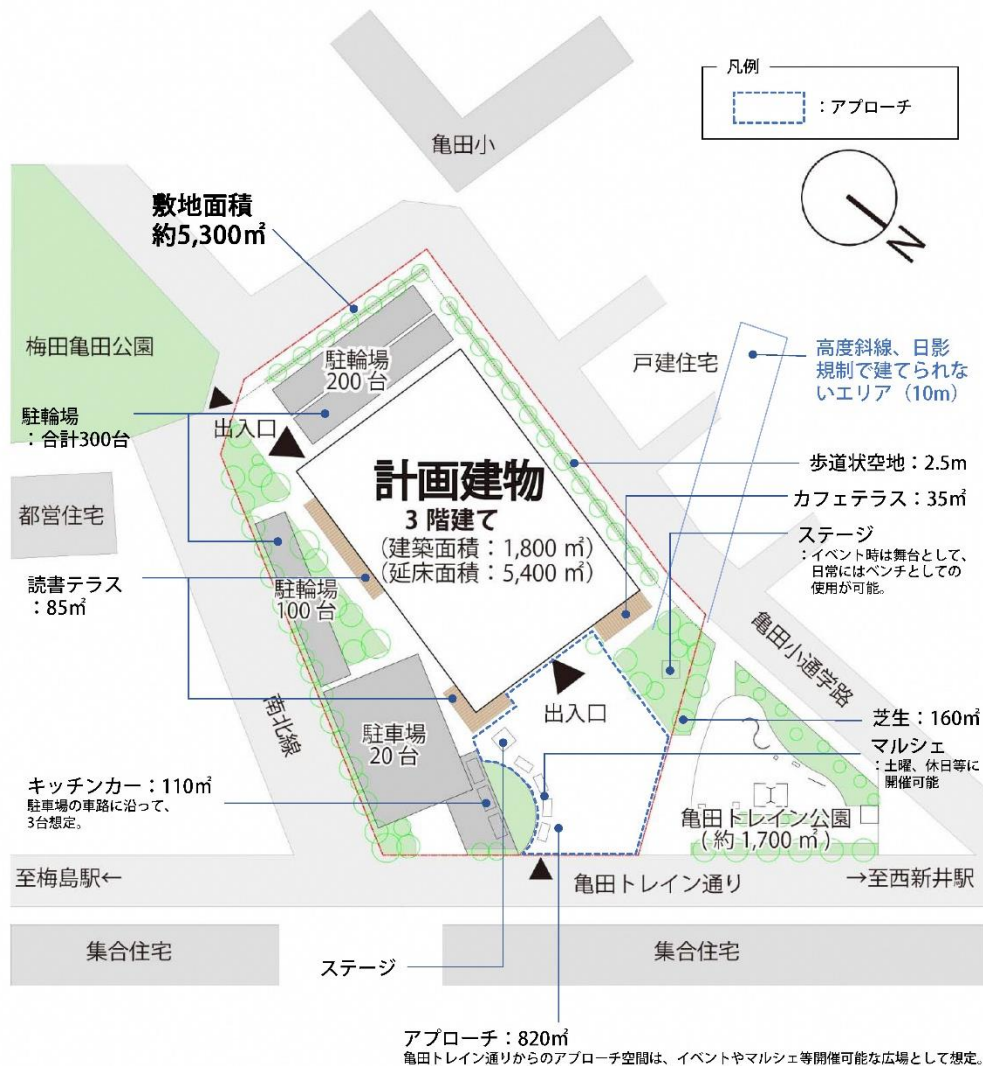 凡例
：アプローチ
亀田小
N
敷地面積
約5,300㎡
梅田亀田公園
駐輪場
200 台
戸建住宅
高度斜線、日影
規制で建てられな
いエリア（10m）
駐輪場
：合計300台
出入口
計画建物
3 階建て
（建築面積：1,800 ㎡）
（延床面積：5,400 ㎡）
歩道状空地：2.5m
カフェテラス：35㎡
ステージ
：イベント時は舞台として、
日常にはベンチとしての
使用が可能。
都営住宅
読書テラス
：85㎡
駐輪場
100 台
亀田小通学路
南北線
出入口
駐車場
20 台
芝生：160㎡
マルシェ
：土曜、休日等に
開催可能
キッチンカー：110㎡
駐車場の車路に沿って、
3台想定。
亀田トレイン公園
（約 1,700 ㎡）
至梅島駅←
亀田トレイン通り
→至西新井駅
集合住宅
ステージ
集合住宅
アプローチ：820㎡
亀田トレイン通りからのアプローチ空間は、イベントやマルシェ等開催可能な広場として想定。